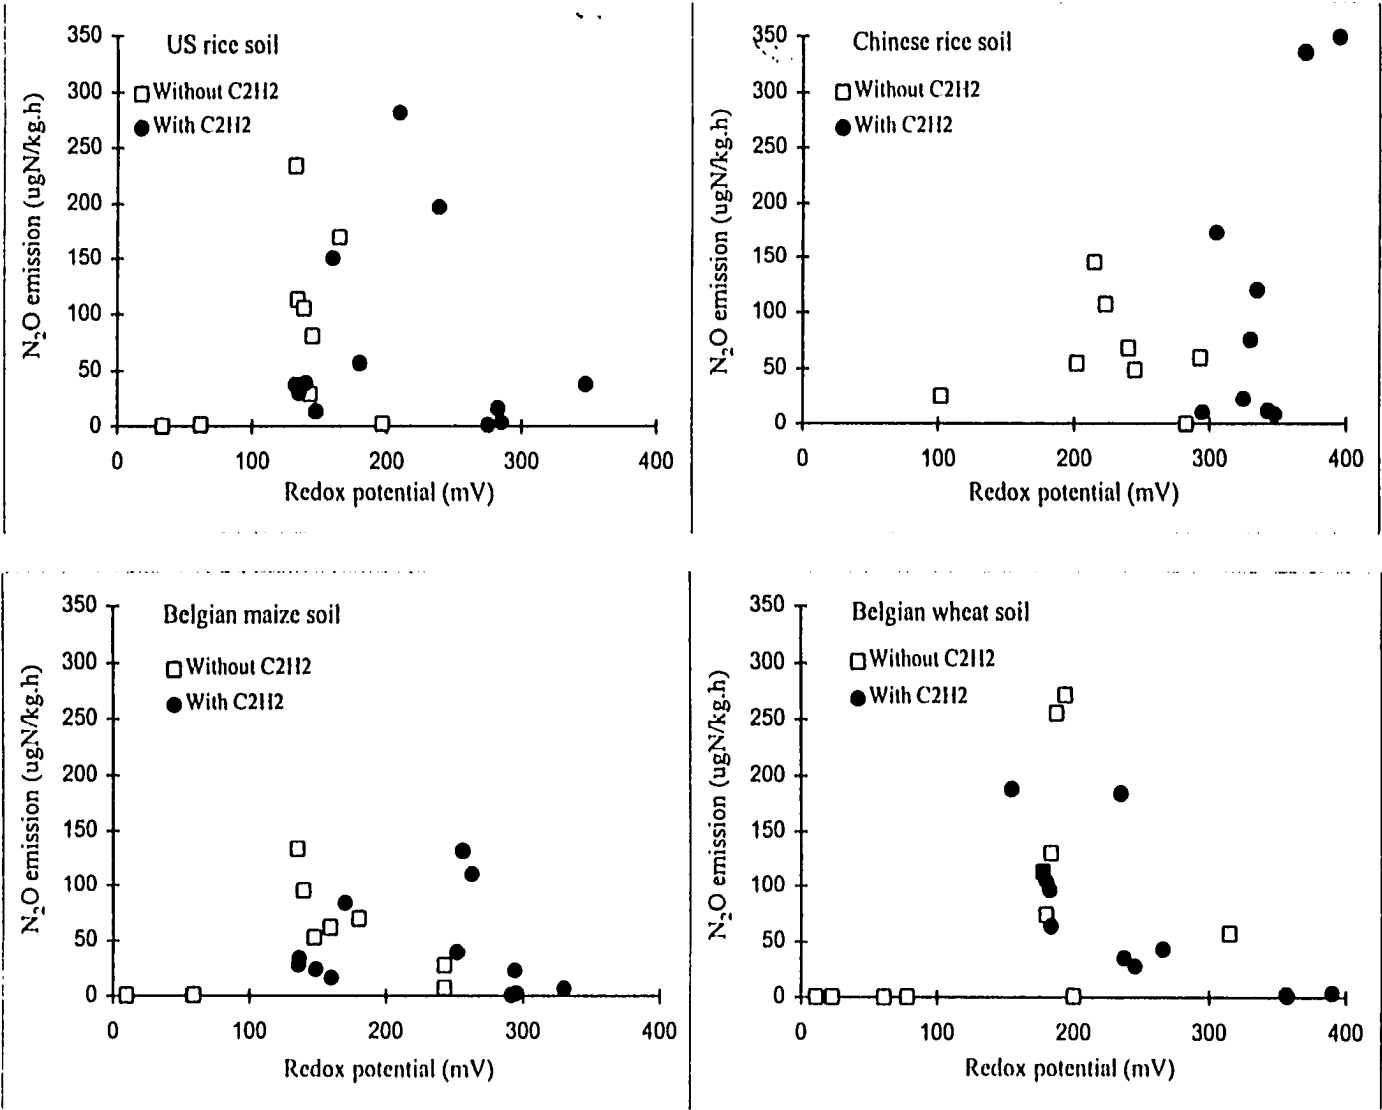 US rice soil
Without C2H2
With C2H2
N₂O emission (ugN/kg.h)
350
300
250
200
150
100
50
0
0 100 200 300 400
Redox potential (mV)
Chinese rice soil
Without C2H2
With C2H2
N₂O emission (ugN/kg.h)
350
300
250
200
150
100
50
0
0 100 200 300 400
Redox potential (mV)
Belgian maize soil
Without C2H2
With C2H2
N₂O emission (ugN/kg.h)
350
300
250
200
150
100
50
0
0 100 200 300 400
Redox potential (mV)
Belgian wheat soil
Without C2H2
With C2H2
N₂O emission (ugN/kg.h)
350
300
250
200
150
100
50
0
0 100 200 300 400
Redox potential (mV)